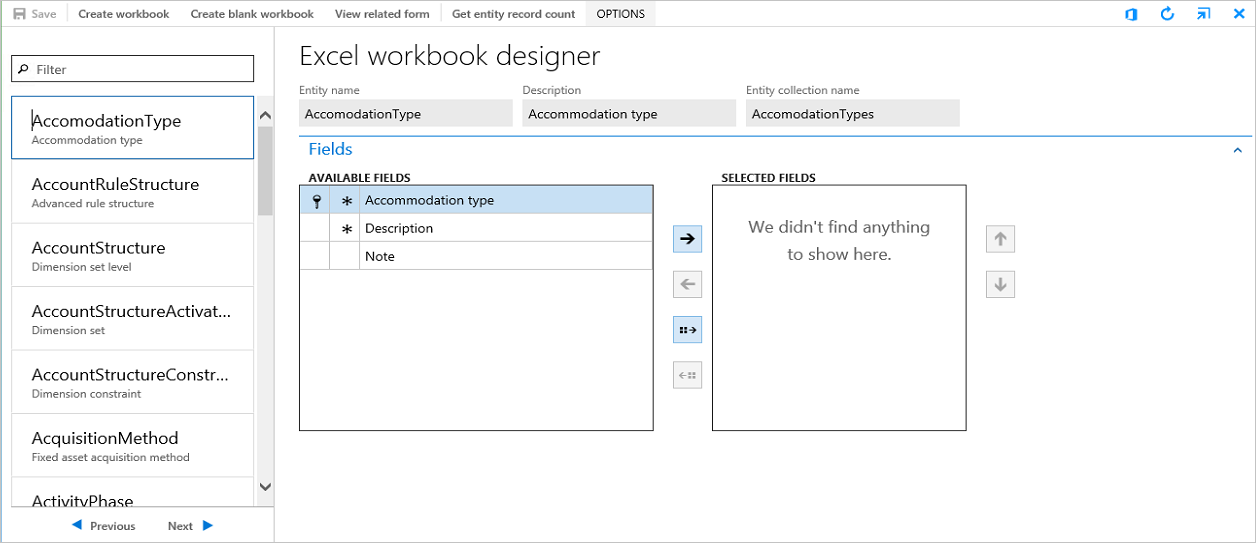 Save Create workbook Create blank workbook View related form Get entity record count OPTIONS
Filter
AccomodationType
Accommodation type
AccountRuleStructure
Advanced rule structure
AccountStructure
Dimension set level
AccountStructureActivat...
Dimension set
AccountStructureConstr...
Dimension constraint
AcquisitionMethod
Fixed asset acquisition method
ActivityPhase
Previous Next
Excel workbook designer
Entity name Description Entity collection name
AccomodationType Accommodation type AccomodationTypes
Fields
AVAILABLE FIELDS
* Accommodation type
* Description
Note
SELECTED FIELDS
We didn't find anything
to show here.